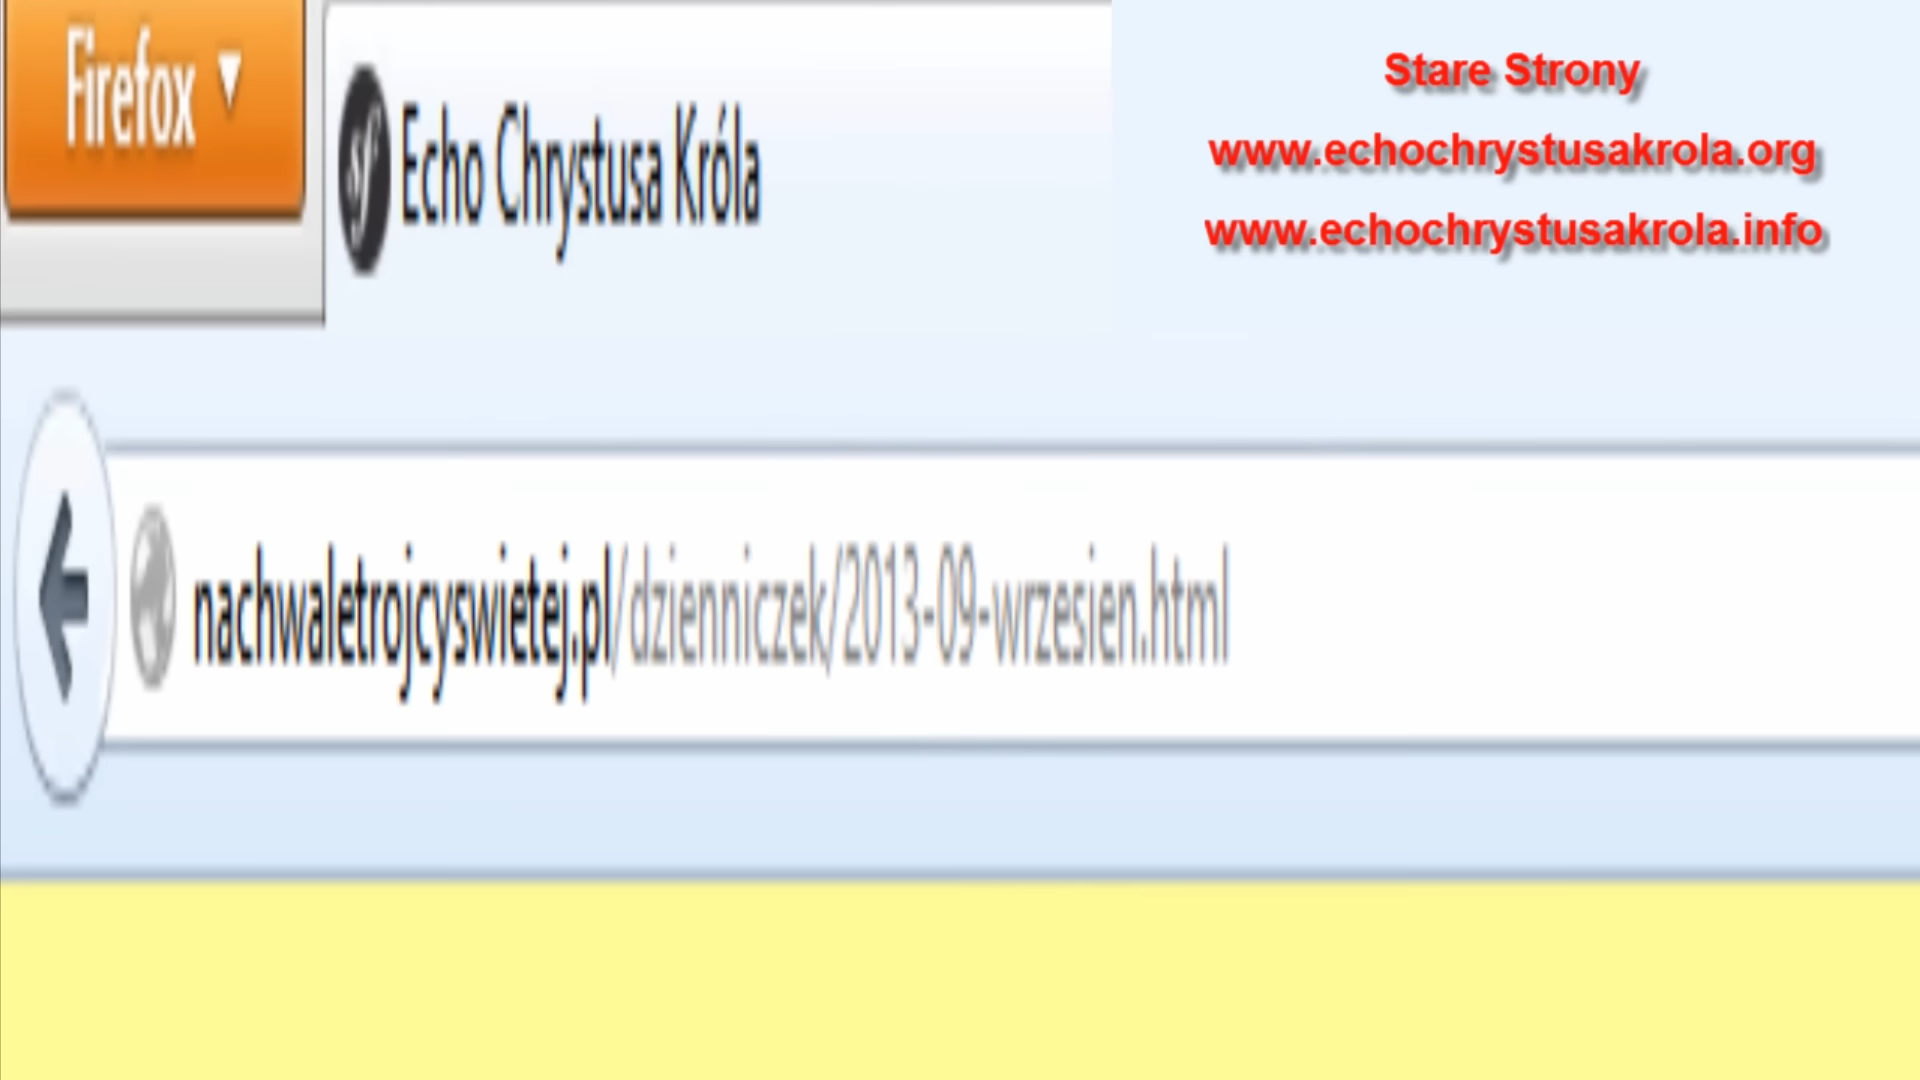 Firefox
Echo Chrystusa Króla
Stare Strony
www.echochrystusakrola.org
www.echochrystusakrola.info
nachwaletrojcyswietej.pl/dzienniczek/2013-09-wrzesien.html